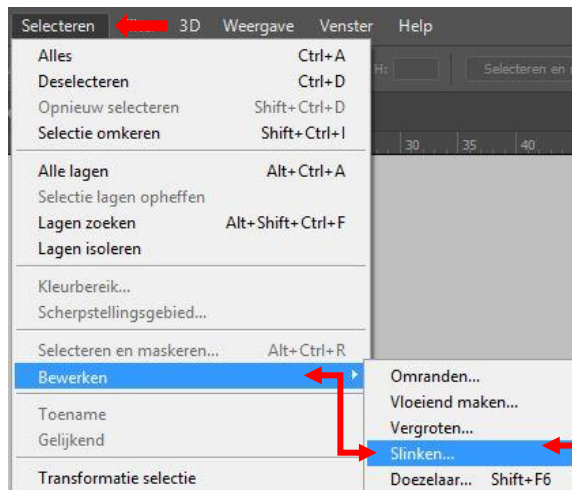 Selecteren 3D Weergave Venster Help
Alles Ctrl+A
Deselecteren Ctrl+D
Opnieuw selecteren Shift+Ctrl+D
Selectie omkeren Shift+Ctrl+I
H: Selecteren en
30 35 40
Alle lagen Alt+Ctrl+A
Selectie lagen opheffen
Lagen zoeken Alt+Shift+Ctrl+F
Lagen isoleren
Kleurbereik...
Scherpstellingsgebied...
Selecteren en maskeren... Alt+Ctrl+R
Bewerken
Toename
Gelijkend
Transformatie selectie
Omranden...
Vloeiend maken...
Vergroten...
Slinken...
Doezelaar... Shift+F6